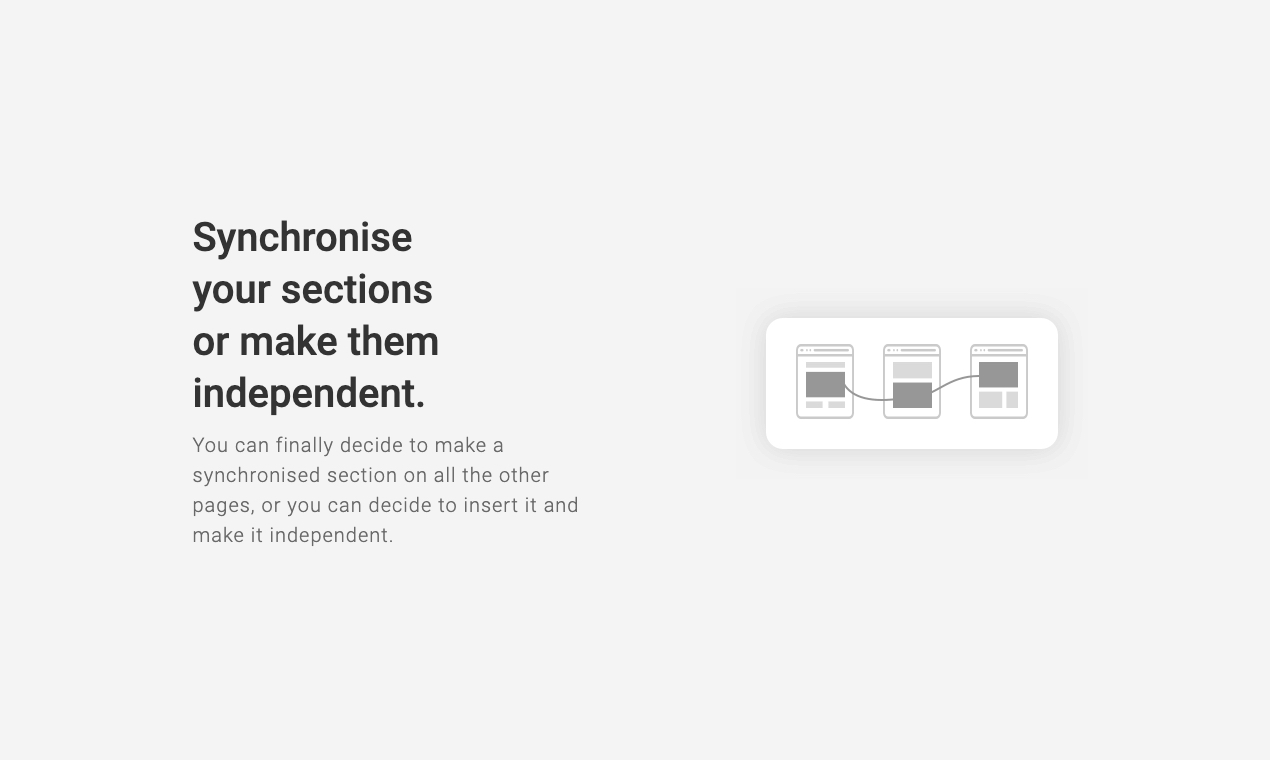 Synchronise
your sections
or make them
independent.
You can finally decide to make a
synchronised section on all the other
pages, or you can decide to insert it and
make it independent.